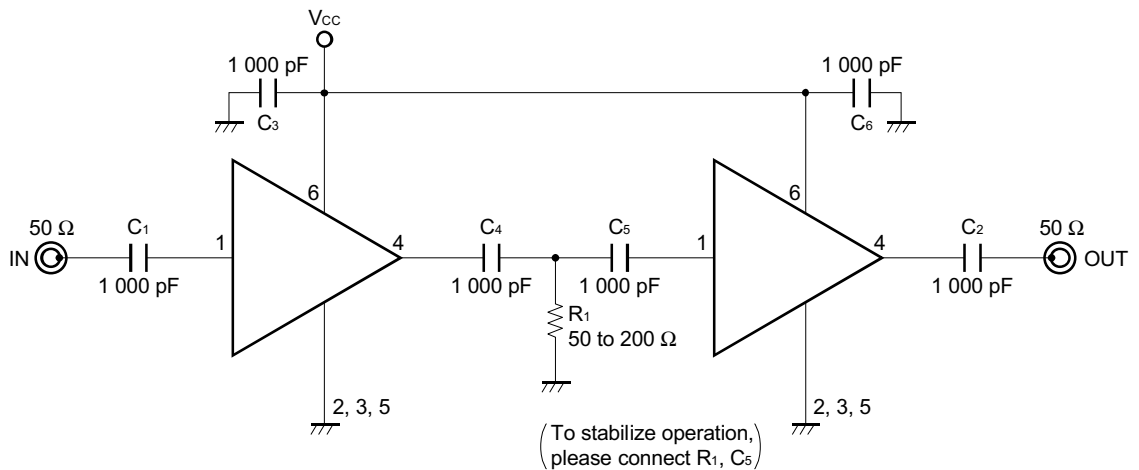 VCC
1 000 pF
C3
1 000 pF
C6
6
6
50 Ω
IN
C1
1 000 pF
1
4
C4
1 000 pF
C5
1 000 pF
1
4
C2
1 000 pF
50 Ω
OUT
R1
50 to 200 Ω
2, 3, 5
2, 3, 5
(To stabilize operation,
please connect R1, C5)